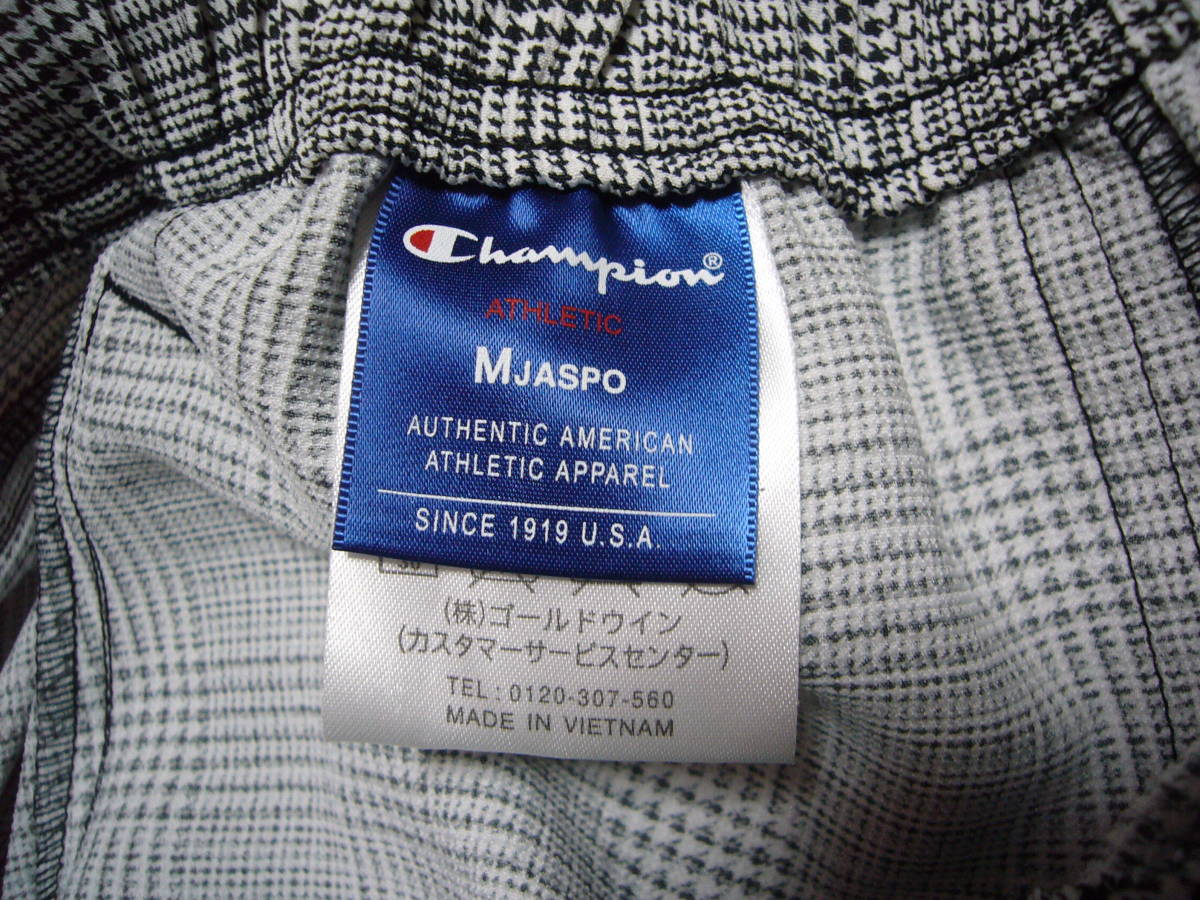 Champion®
ATHLETIC
MJASPO
AUTHENTIC AMERICAN
ATHLETIC APPAREL
SINCE 1919 U.S.A.
30
(株)ゴールドウイン
(カスタマーサービスセンター)
TEL : 0120-307-560
MADE IN VIETNAM